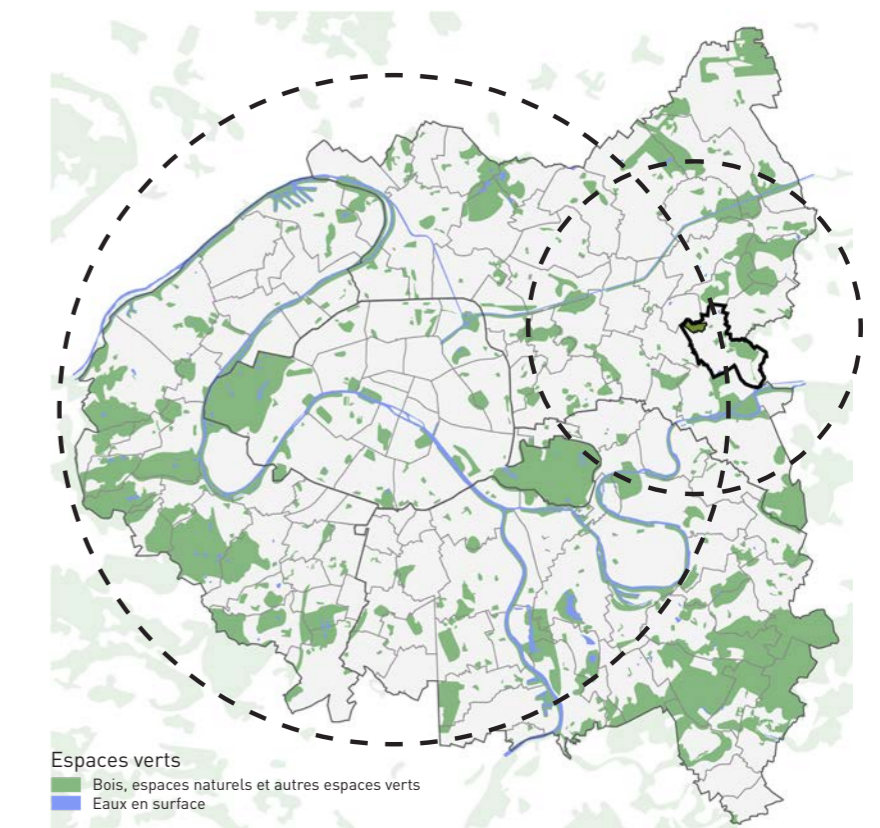 Espaces verts
Bois, espaces naturels et autres espaces verts
Eaux en surface